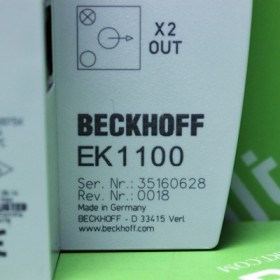 X2
OUT
BECKHOFF
EK1100
Ser. Nr.: 35160628
Rev. Nr.: 0018
Made in Germany
BECKHOFF - D 33415 Verl
www.beckhoff.com